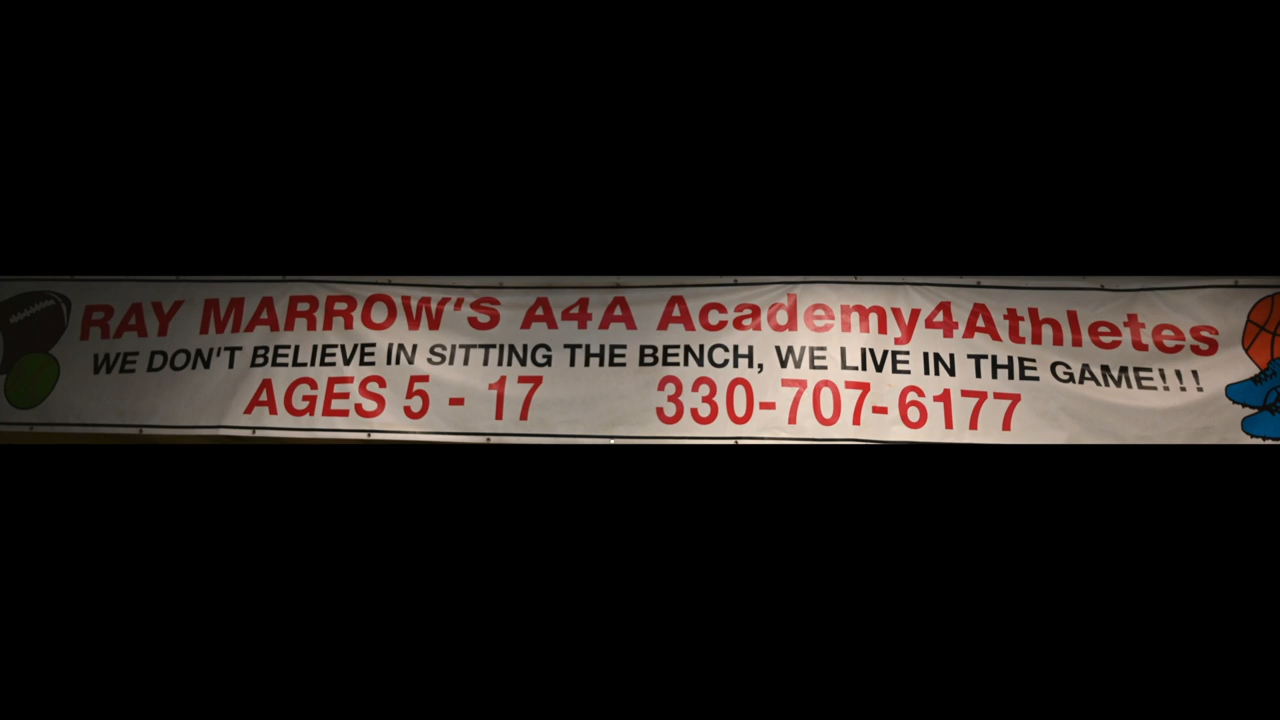 RAY MARROW'S A4A Academy4Athletes
WE DON'T BELIEVE IN SITTING THE BENCH, WE LIVE IN THE GAME!!!
AGES 5 - 17 330-707-6177